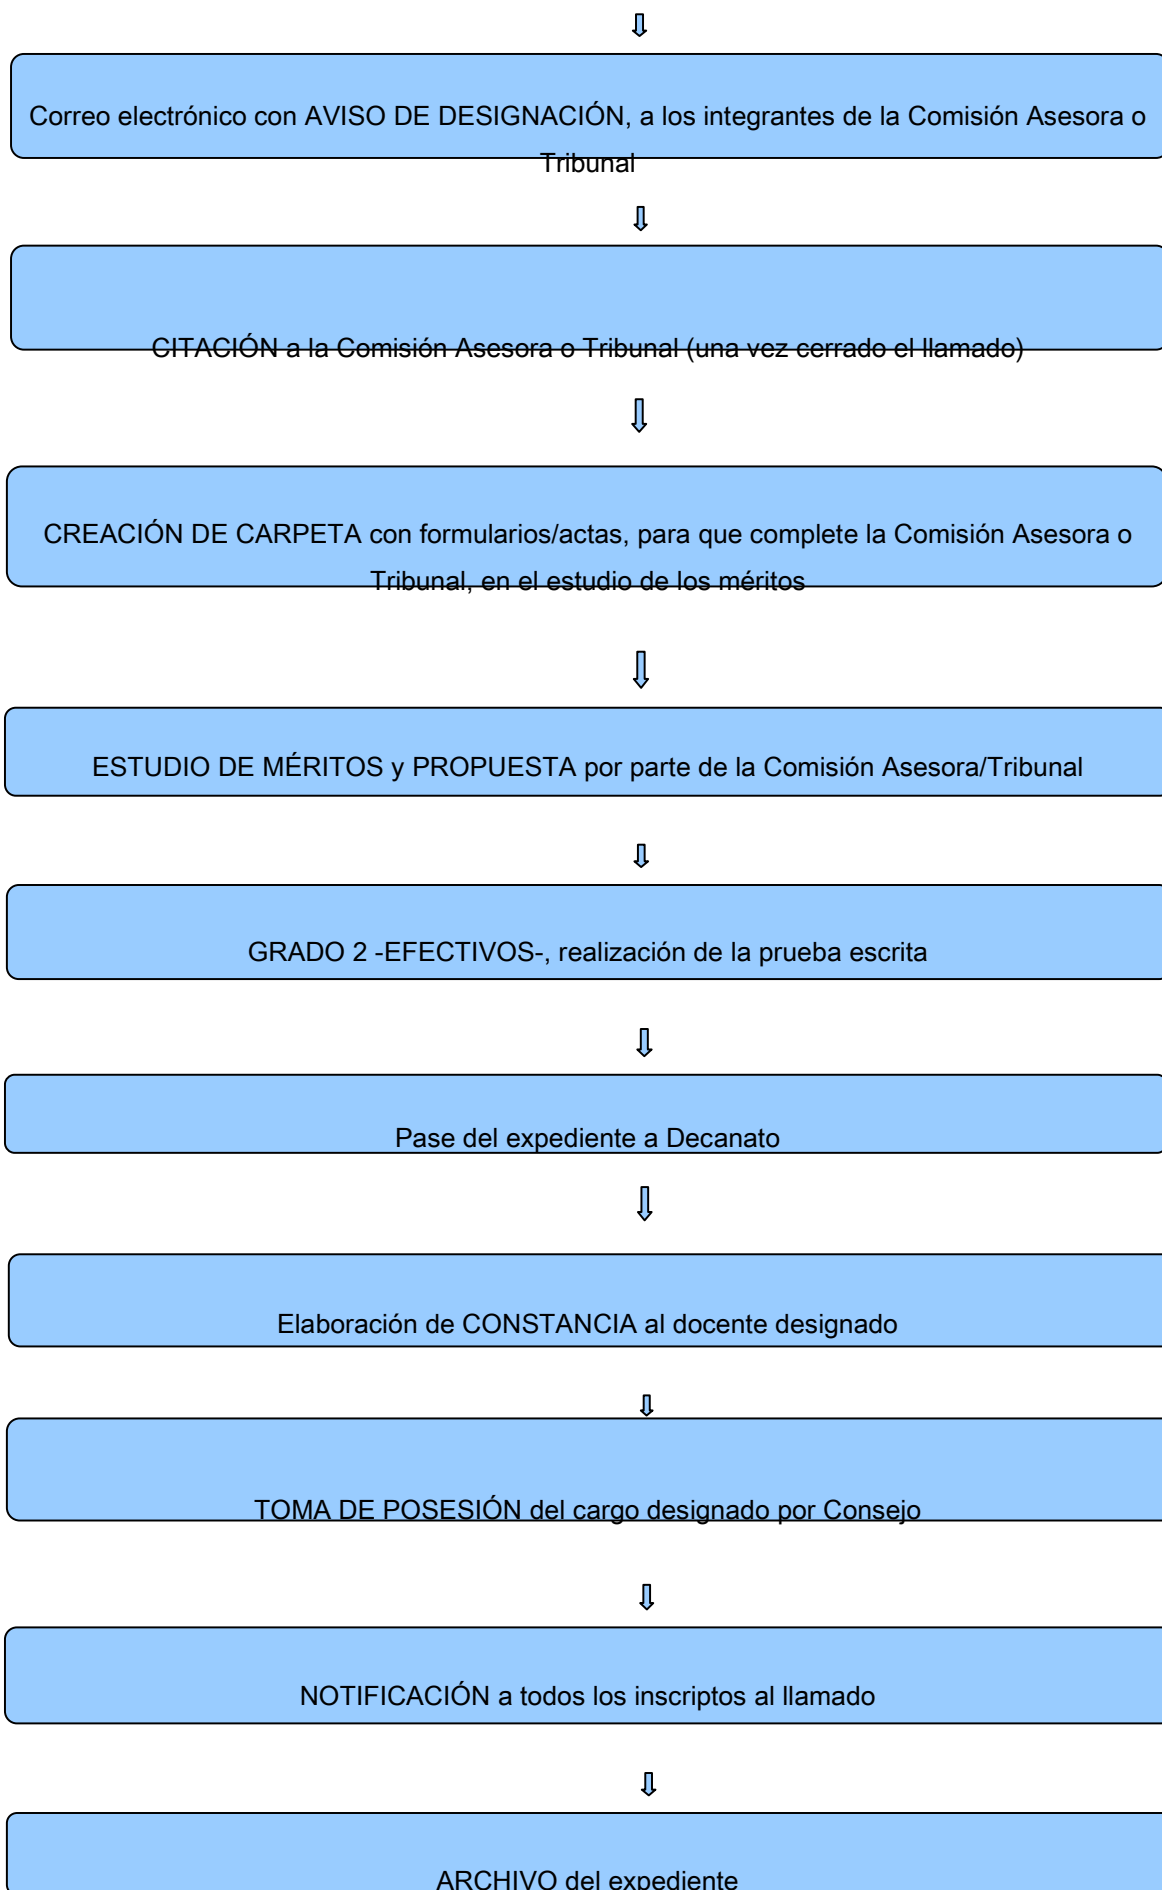 Correo electrónico con AVISO DE DESIGNACIÓN, a los integrantes de la Comisión Asesora o
Tribunal
CITACIÓN a la Comisión Asesora o Tribunal (una vez cerrado el llamado)
CREACIÓN DE CARPETA con formularios/actas, para que complete la Comisión Asesora o
Tribunal, en el estudio de los méritos
ESTUDIO DE MÉRITOS y PROPUESTA por parte de la Comisión Asesora/Tribunal
GRADO 2 -EFECTIVOS-, realización de la prueba escrita
Pase del expediente a Decanato
Elaboración de CONSTANCIA al docente designado
TOMA DE POSESIÓN del cargo designado por Consejo
NOTIFICACIÓN a todos los inscriptos al llamado
ARCHIVO del expediente